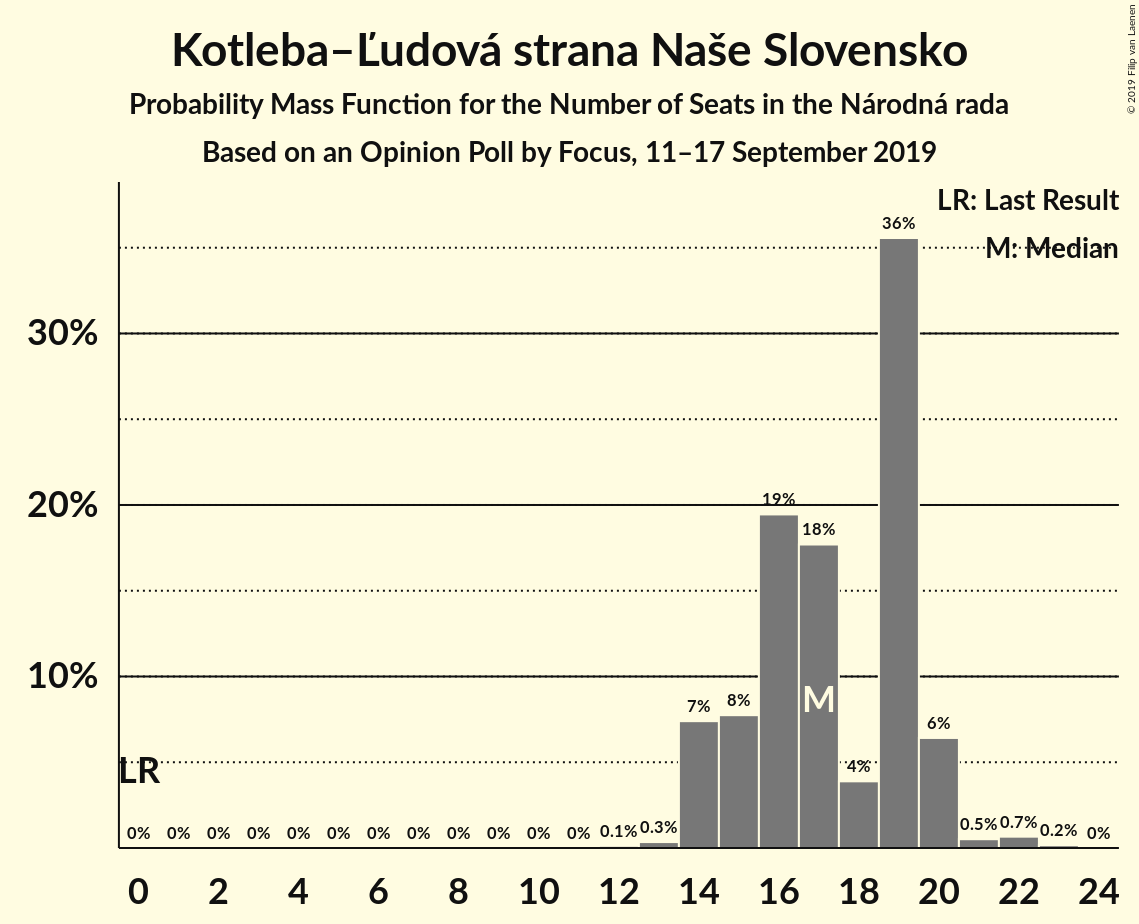 Kotleba–Ľudová strana Naše Slovensko
Probability Mass Function for the Number of Seats in the Národná rada
Based on an Opinion Poll by Focus, 11–17 September 2019
© 2019 Filip van Laenen
LR: Last Result
M: Median
36%
30%
20%
19%
18%
10%
7% 8% M 6%
4%
LR
0% 0% 0% 0% 0% 0% 0% 0% 0% 0% 0% 0% 0.1% 0.3% 0.5% 0.7% 0.2% 0%
0 2 4 6 8 10 12 14 16 18 20 22 24